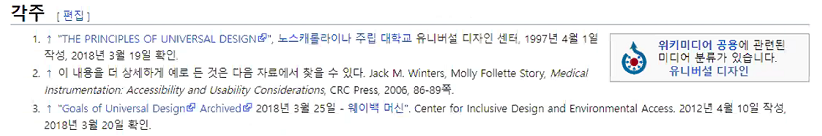 각주 [ 편집 ]
1. ↑ "THE PRINCIPLES OF UNIVERSAL DESIGN", 노스캐롤라이나 주립 대학교 유니버설 디자인 센터, 1997년 4월 1일
작성, 2018년 3월 19일 확인.
2. ↑ 이 내용을 더 상세하게 예로 든 것은 다음 자료에서 찾을 수 있다. Jack M. Winters, Molly Follette Story, Medical
Instrumentation: Accessibility and Usability Considerations, CRC Press, 2006, 86-89쪽.
3. ↑ "Goals of Universal Design Archived 2018년 3월 25일 - 웨이백 머신". Center for Inclusive Design and Environmental Access. 2012년 4월 10일 작성,
2018년 3월 20일 확인.
위키미디어 공용에 관련된
미디어 분류가 있습니다.
유니버설 디자인